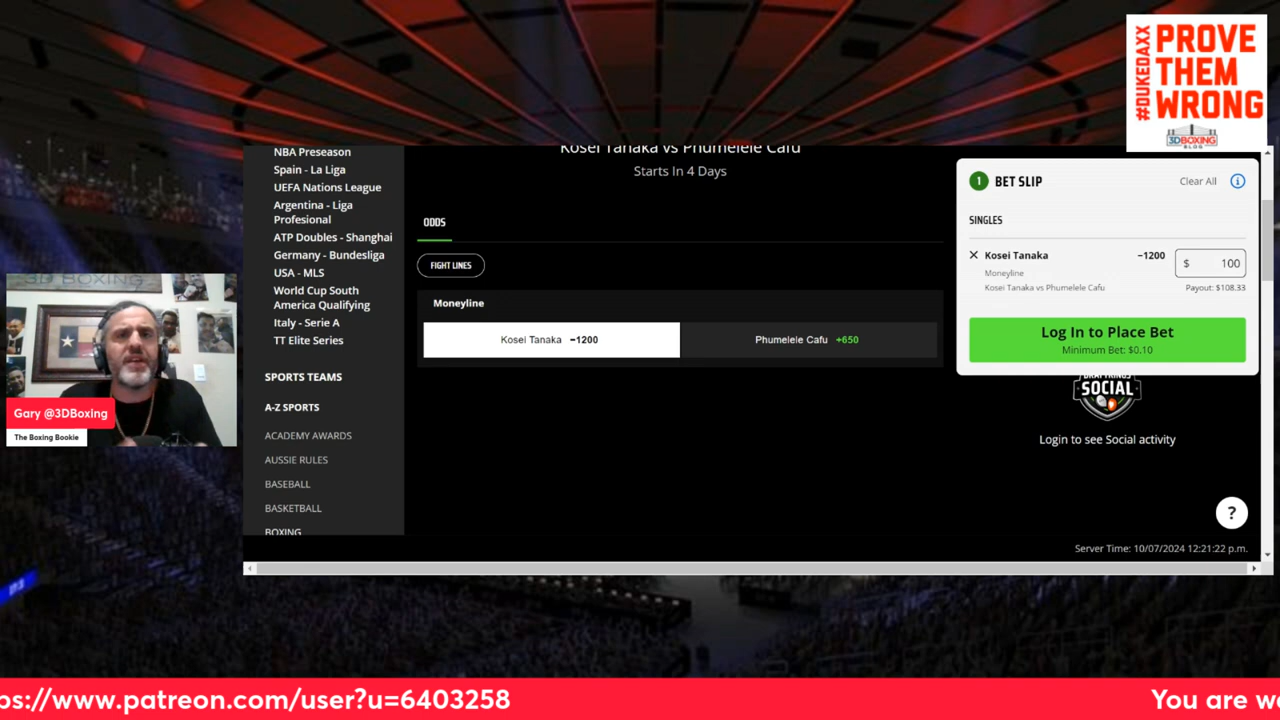 #DUKEDAXX
PROVE
THEM
WRONG
3DBOXING
BLOG
NBA Preseason
Spain - La Liga
UEFA Nations League
Argentina - Liga
Profesional
ATP Doubles - Shanghai
Germany - Bundesliga
USA - MLS
World Cup South
America Qualifying
Italy - Serie A
TT Elite Series
SPORTS TEAMS
A-Z SPORTS
ACADEMY AWARDS
AUSSIE RULES
BASEBALL
BASKETBALL
BOXING
Kosei Tanaka vs Phumelele Cafu
Starts In 4 Days
ODDS
FIGHT LINES
Moneyline
Kosei Tanaka −1200
Phumelele Cafu +650
1 BET SLIP
Clear All
SINGLES
Kosei Tanaka −1200
$ 100
Moneyline
Kosei Tanaka vs Phumelele Cafu
Payout: $108.33
Log In to Place Bet
Minimum Bet: $0.10
DRAFTKINGS
SOCIAL
Login to see Social activity
?
Server Time: 10/07/2024 12:21:22 p.m.
3D BOXING
Gary @3DBoxing
The Boxing Bookie
ps://www.patreon.com/user?u=6403258
You are we